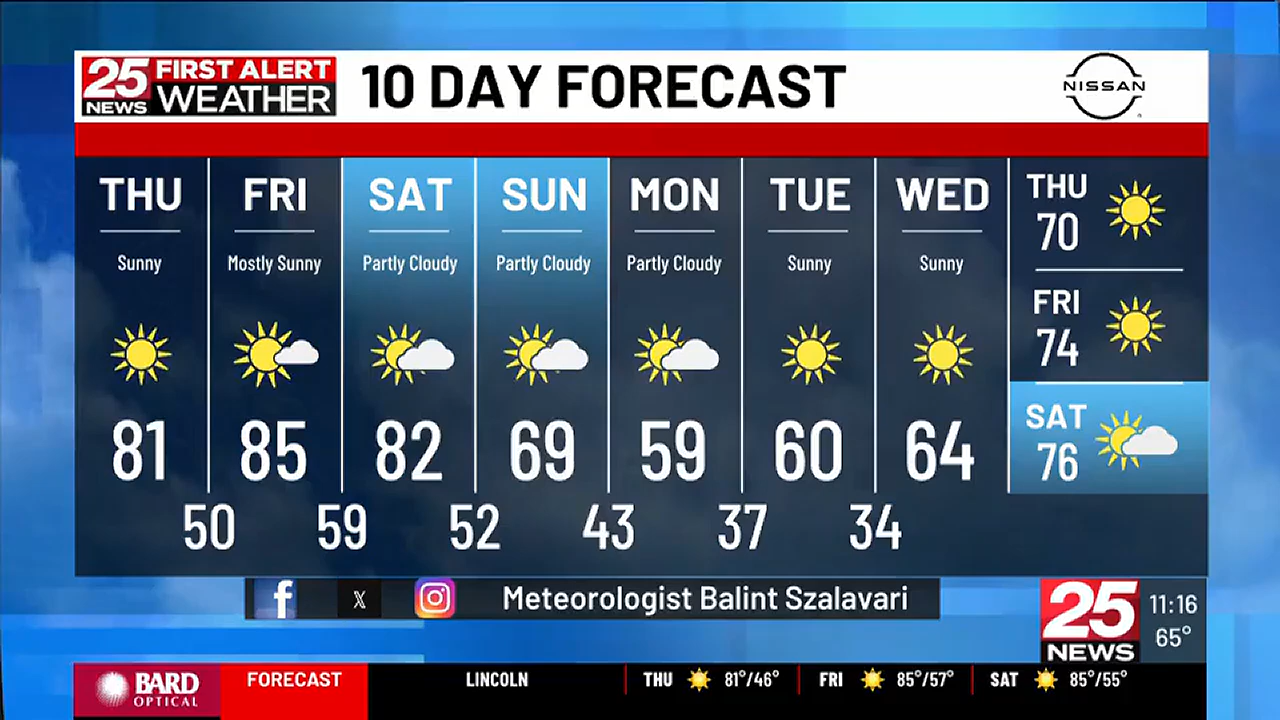 25 NEWS FIRST ALERT WEATHER
10 DAY FORECAST
NISSAN
THU FRI SAT SUN MON TUE WED
Sunny Mostly Sunny Partly Cloudy Partly Cloudy Partly Cloudy Sunny Sunny
81 85 82 69 59 60 64
50 59 52 43 37 34
THU
70
FRI
74
SAT
76
f X Meteorologist Balint Szalavari
25 NEWS
11:16
65°
BARD OPTICAL
FORECAST
LINCOLN THU 81°/46° FRI 85°/57° SAT 85°/55°